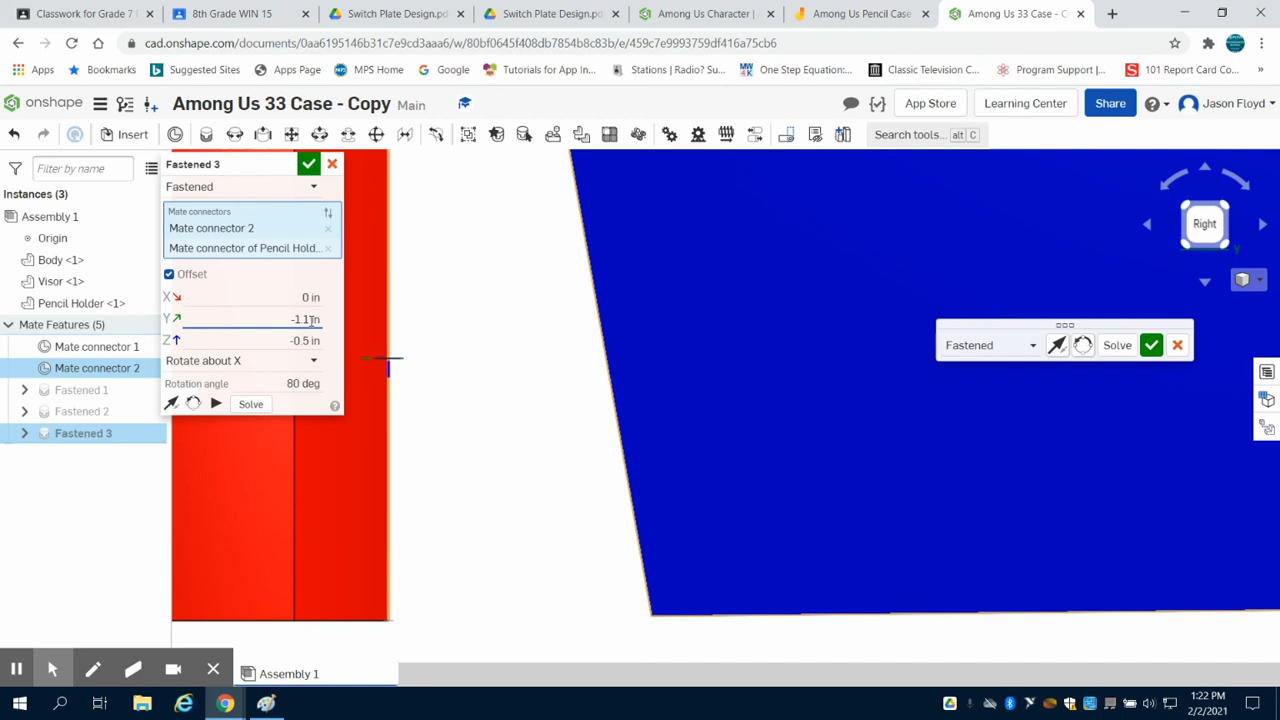 Classwork for Grade 7 F
8th Grade WIN 15
Switch Plate Design.pd
Switch Plate Design.pd
Among Us Character |
Among Us Pencil Case
Among Us 33 Case - Co
cad.onshape.com/documents/0aa6195146b31c7e9cd3aaa6/w/80bf0645f408db7854b8c83b/e/459c7e9993759df416a75cb6
Apps
Bookmarks
Suggested Sites
Apps Page
MPS Home
Google
Tutorials for App In...
Stations | Radio? Su...
One Step Equation:...
Classic Television C...
Program Support |...
101 Report Card Co...
onshape
Among Us 33 Case - Copy
Main
App Store
Learning Center
Share
Jason Floyd
Insert
Search tools...
alt
C
Filter by name
Instances (3)
Assembly 1
Origin
Body <1>
Visor <1>
Pencil Holder <1>
Mate Features (5)
Mate connector 1
Mate connector 2
Fastened 1
Fastened 2
Fastened 3
Fastened 3
Fastened
Mate connectors
Mate connector 2
Mate connector of Pencil Hold...
Offset
X
0 in
Y
-1.1in
Z
-0.5 in
Rotate about X
Rotation angle
80 deg
Solve
Right
Y
Fastened
Solve
Assembly 1
1:22 PM
2/2/2021